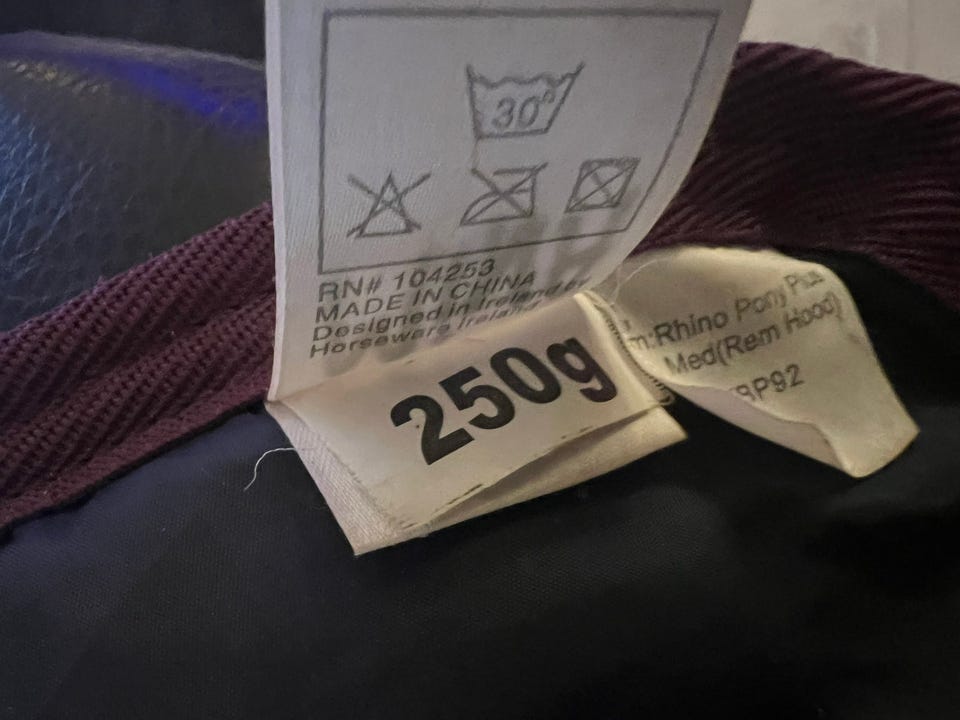 30°
RN# 104253
MADE IN CHINA
Designed in Ireland by
Horseware Ireland
250g
m:Rhino Pony Plus
Med(Rem Hood)
P92